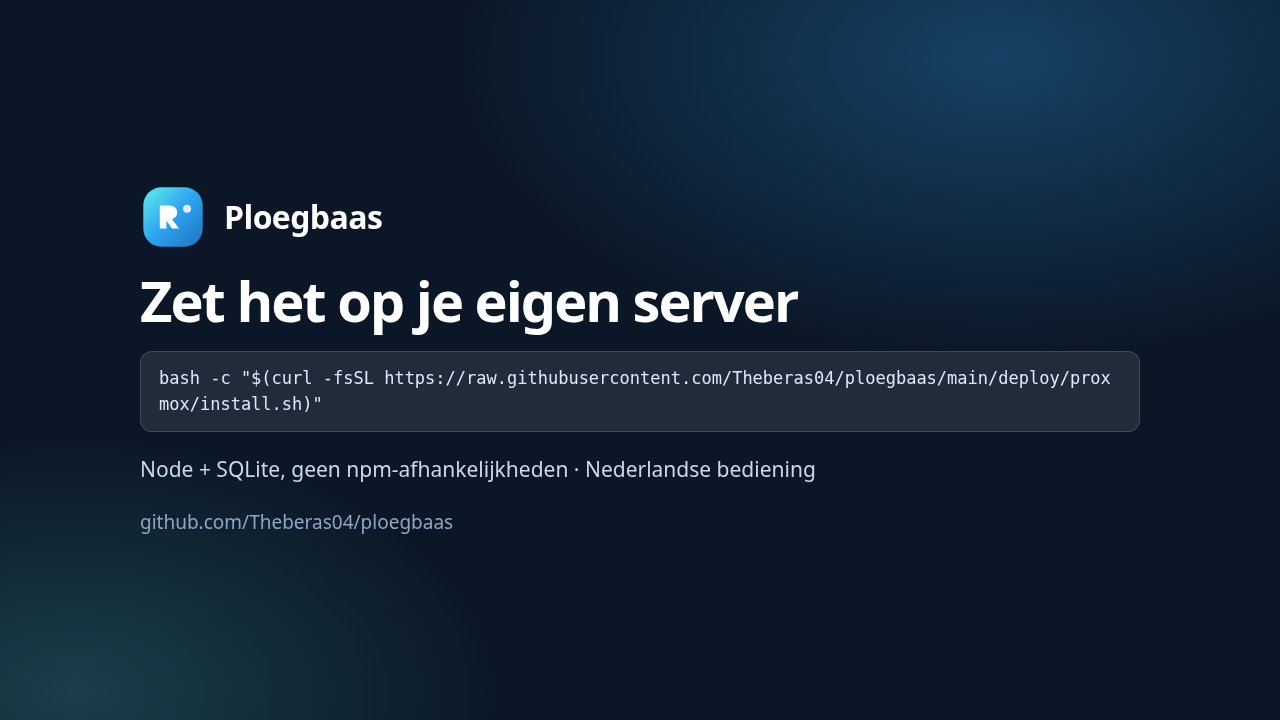 R
Ploegbaas
Zet het op je eigen server
bash -c "$(curl -fsSL https://raw.githubusercontent.com/Theberas04/ploegbaas/main/deploy/prox
mox/install.sh)"
Node + SQLite, geen npm-afhankelijkheden · Nederlandse bediening
github.com/Theberas04/ploegbaas